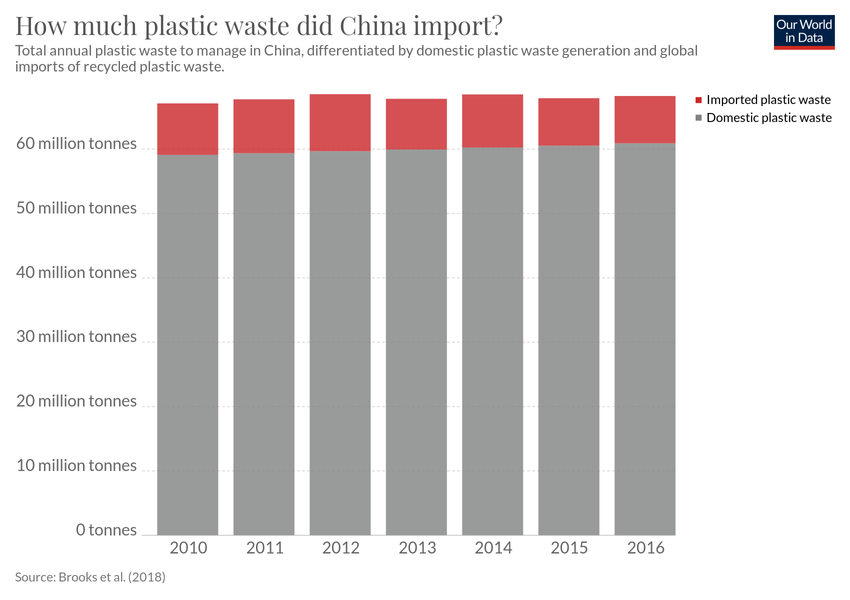 How much plastic waste did China import?
Our World
in Data
Total annual plastic waste to manage in China, differentiated by domestic plastic waste generation and global
imports of recycled plastic waste.
Imported plastic waste
Domestic plastic waste
60 million tonnes
50 million tonnes
40 million tonnes
30 million tonnes
20 million tonnes
10 million tonnes
0 tonnes
2010 2011 2012 2013 2014 2015 2016
Source: Brooks et al. (2018)